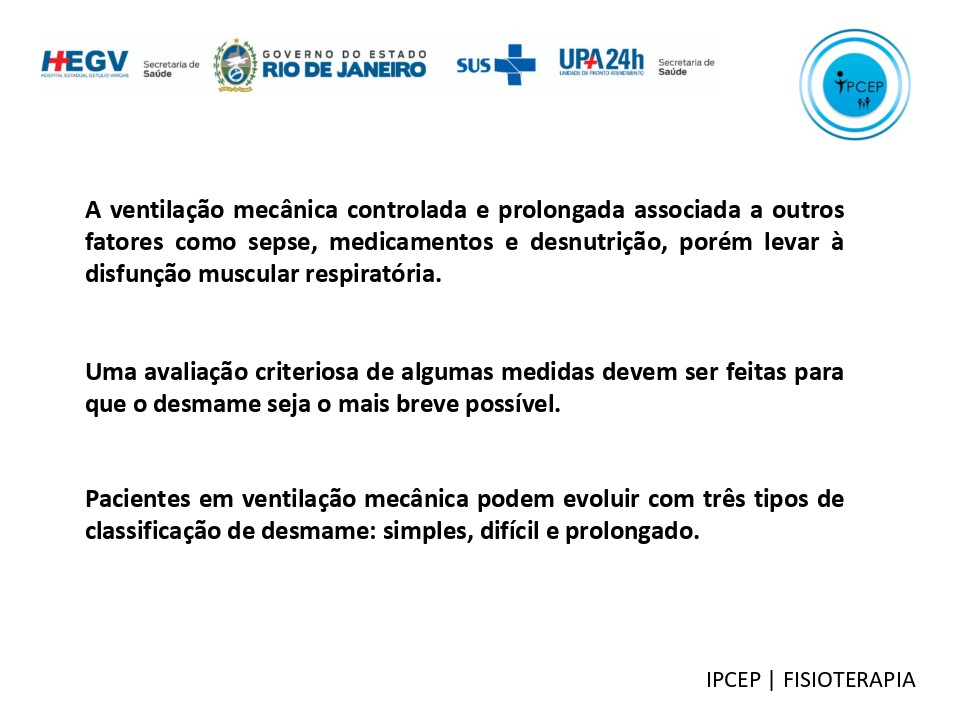 HEGV
HOSPITAL ESTADUAL GETÚLIO VARGAS
Secretaria de
Saúde
GOVERNO DO ESTADO
RIO DE JANEIRO
SUS
UPA 24h
UNIDADE DE PRONTO ATENDIMENTO
Secretaria de
Saúde
IPCEP
A ventilação mecânica controlada e prolongada associada a outros
fatores como sepse, medicamentos e desnutrição, porém levar à
disfunção muscular respiratória.
Uma avaliação criteriosa de algumas medidas devem ser feitas para
que o desmame seja o mais breve possível.
Pacientes em ventilação mecânica podem evoluir com três tipos de
classificação de desmame: simples, difícil e prolongado.
IPCEP | FISIOTERAPIA